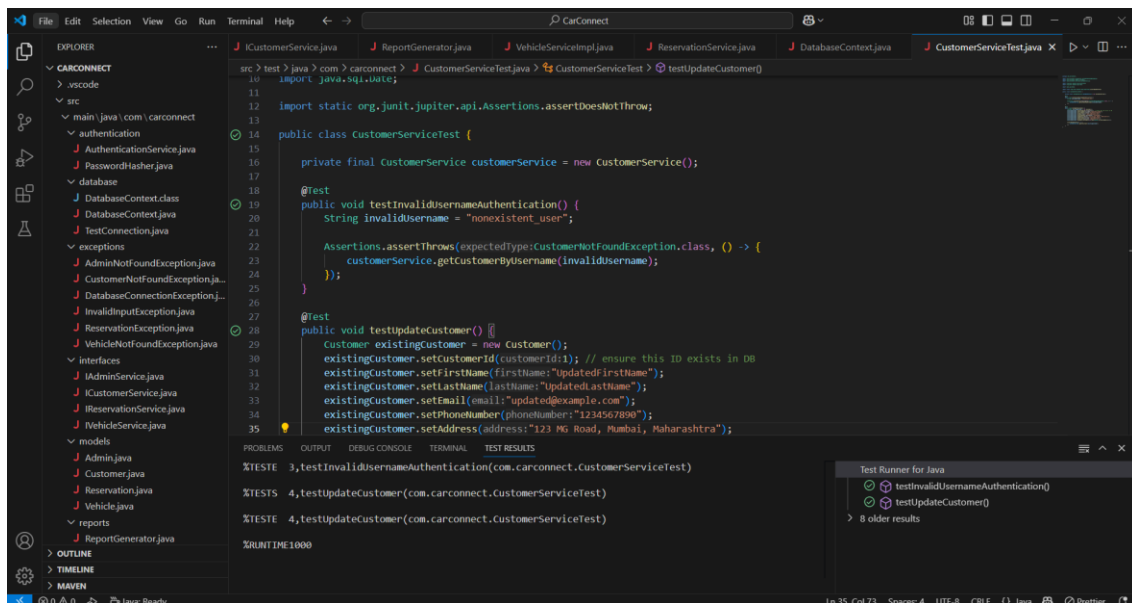 File Edit Selection View Go Run Terminal Help
CarConnect
EXPLORER
CARCONNECT
.vscode
src
main\java\com\carconnect
authentication
AuthenticationService.java
PasswordHasher.java
database
DatabaseContext.class
DatabaseContext.java
TestConnection.java
exceptions
AdminNotFoundException.java
CustomerNotFoundException.ja...
DatabaseConnectionException.j...
InvalidInputException.java
ReservationException.java
VehicleNotFoundException.java
interfaces
IAdminService.java
ICustomerService.java
IReservationService.java
IVehicleService.java
models
Admin.java
Customer.java
Reservation.java
Vehicle.java
reports
ReportGenerator.java
OUTLINE
TIMELINE
MAVEN
ICustomerService.java ReportGenerator.java VehicleServiceImpl.java ReservationService.java DatabaseContext.java CustomerServiceTest.java
src > test > java > com > carconnect > CustomerServiceTest.java > CustomerServiceTest > testUpdateCustomer()
10 import java.sql.Date;
11
12 import static org.junit.jupiter.api.Assertions.assertDoesNotThrow;
13
14 public class CustomerServiceTest {
15
16 private final CustomerService customerService = new CustomerService();
17
18 @Test
19 public void testInvalidUsernameAuthentication() {
20 String invalidUsername = "nonexistent_user";
21
22 Assertions.assertThrows(expectedType:CustomerNotFoundException.class, () -> {
23 customerService.getCustomerByUsername(invalidUsername);
24 });
25 }
26
27 @Test
28 public void testUpdateCustomer() {
29 Customer existingCustomer = new Customer();
30 existingCustomer.setCustomerId(customerId:1); // ensure this ID exists in DB
31 existingCustomer.setFirstName(firstName:"UpdatedFirstName");
32 existingCustomer.setLastName(lastName:"UpdatedLastName");
33 existingCustomer.setEmail(email:"updated@example.com");
34 existingCustomer.setPhoneNumber(phoneNumber:"1234567890");
35 existingCustomer.setAddress(address:"123 MG Road, Mumbai, Maharashtra");
PROBLEMS OUTPUT DEBUG CONSOLE TERMINAL TEST RESULTS
%TESTE 3,testInvalidUsernameAuthentication(com.carconnect.CustomerServiceTest)
%TESTS 4,testUpdateCustomer(com.carconnect.CustomerServiceTest)
%TESTE 4,testUpdateCustomer(com.carconnect.CustomerServiceTest)
%RUNTIME1000
Test Runner for Java
testInvalidUsernameAuthentication()
testUpdateCustomer()
8 older results
0 0 Java: Ready
Ln 35, Col 73 Spaces: 4 UTF-8 CRLF {} Java Prettier